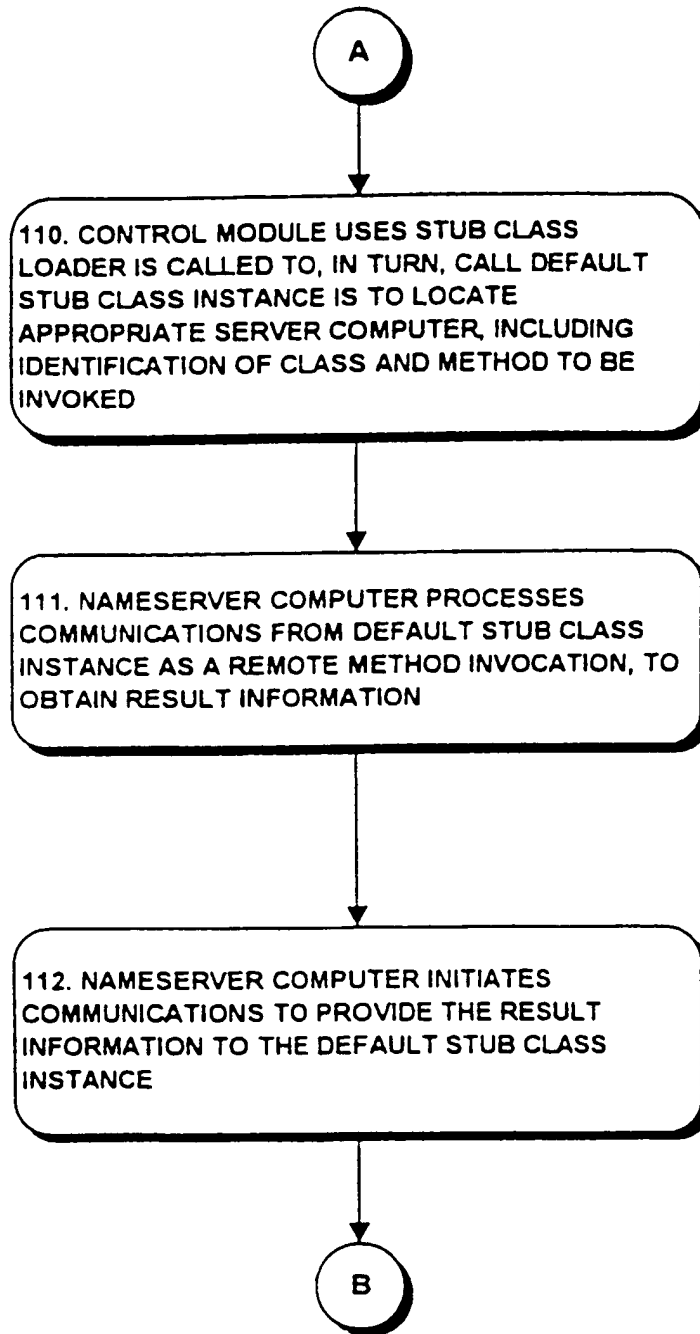 A
110. CONTROL MODULE USES STUB CLASS
LOADER IS CALLED TO, IN TURN, CALL DEFAULT
STUB CLASS INSTANCE IS TO LOCATE
APPROPRIATE SERVER COMPUTER, INCLUDING
IDENTIFICATION OF CLASS AND METHOD TO BE
INVOKED
111. NAMESERVER COMPUTER PROCESSES
COMMUNICATIONS FROM DEFAULT STUB CLASS
INSTANCE AS A REMOTE METHOD INVOCATION, TO
OBTAIN RESULT INFORMATION
112. NAMESERVER COMPUTER INITIATES
COMMUNICATIONS TO PROVIDE THE RESULT
INFORMATION TO THE DEFAULT STUB CLASS
INSTANCE
B